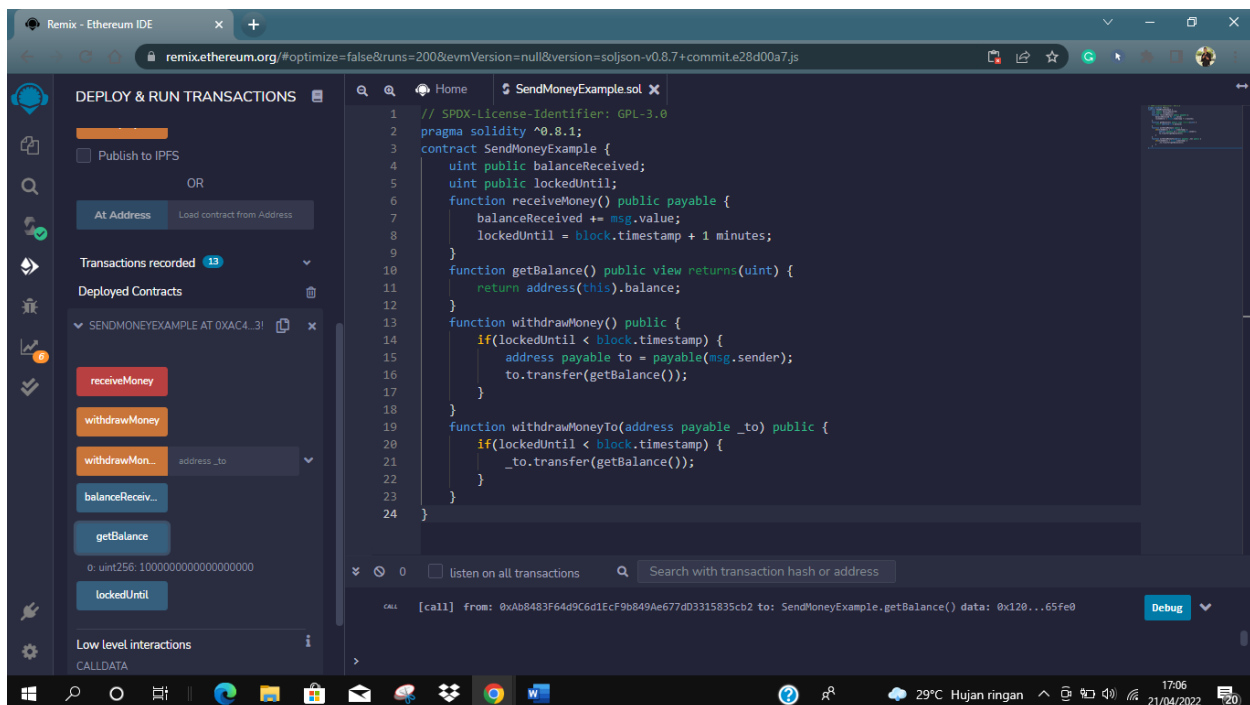 Remix - Ethereum IDE
remix.ethereum.org/#optimize=false&runs=200&evmVersion=null&version=soljson-v0.8.7+commit.e28d00a7.js
DEPLOY & RUN TRANSACTIONS
Publish to IPFS
OR
At Address Load contract from Address
Transactions recorded 13
Deployed Contracts
SENDMONEYEXAMPLE AT 0XAC4...3!
receiveMoney
withdrawMoney
withdrawMon... address _to
balanceReceiv...
getBalance
0: uint256: 1000000000000000000
lockedUntil
Low level interactions
CALLDATA
6
Home SendMoneyExample.sol
1 // SPDX-License-Identifier: GPL-3.0
2 pragma solidity ^0.8.1;
3 contract SendMoneyExample {
4 uint public balanceReceived;
5 uint public lockedUntil;
6 function receiveMoney() public payable {
7 balanceReceived += msg.value;
8 lockedUntil = block.timestamp + 1 minutes;
9 }
10 function getBalance() public view returns(uint) {
11 return address(this).balance;
12 }
13 function withdrawMoney() public {
14 if(lockedUntil < block.timestamp) {
15 address payable to = payable(msg.sender);
16 to.transfer(getBalance());
17 }
18 }
19 function withdrawMoneyTo(address payable _to) public {
20 if(lockedUntil < block.timestamp) {
21 _to.transfer(getBalance());
22 }
23 }
24 }
0 listen on all transactions Search with transaction hash or address
CALL [call] from: 0xAb8483F64d9C6d1EcF9b849Ae677dD3315835cb2 to: SendMoneyExample.getBalance() data: 0x120...65fe0 Debug
>
29°C Hujan ringan 17:06
21/04/2022 20